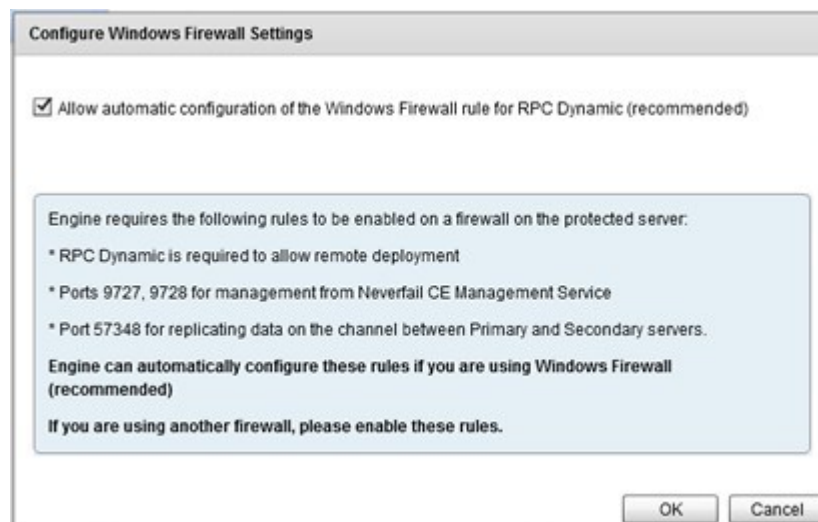 Configure Windows Firewall Settings
Allow automatic configuration of the Windows Firewall rule for RPC Dynamic (recommended)
Engine requires the following rules to be enabled on a firewall on the protected server:
* RPC Dynamic is required to allow remote deployment
* Ports 9727, 9728 for management from Neverfail CE Management Service
* Port 57348 for replicating data on the channel between Primary and Secondary servers.
Engine can automatically configure these rules if you are using Windows Firewall
(recommended)
If you are using another firewall, please enable these rules.
OK Cancel